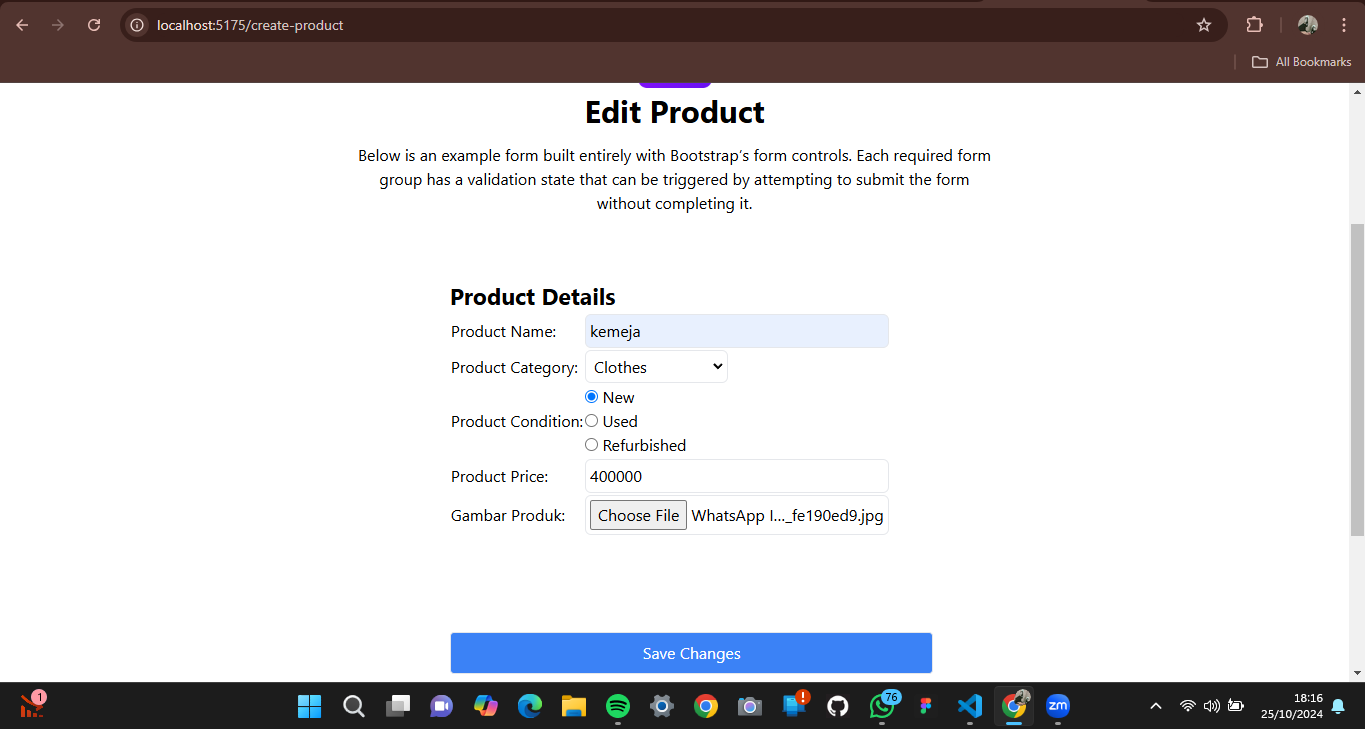 localhost:5175/create-product
All Bookmarks
Edit Product
Below is an example form built entirely with Bootstrap's form controls. Each required form
group has a validation state that can be triggered by attempting to submit the form
without completing it.
Product Details
Product Name: kemeja
Product Category: Clothes
New
Product Condition: Used
Refurbished
Product Price: 400000
Gambar Produk: Choose File WhatsApp I..._fe190ed9.jpg
Save Changes
1
76
zm
18:16
25/10/2024